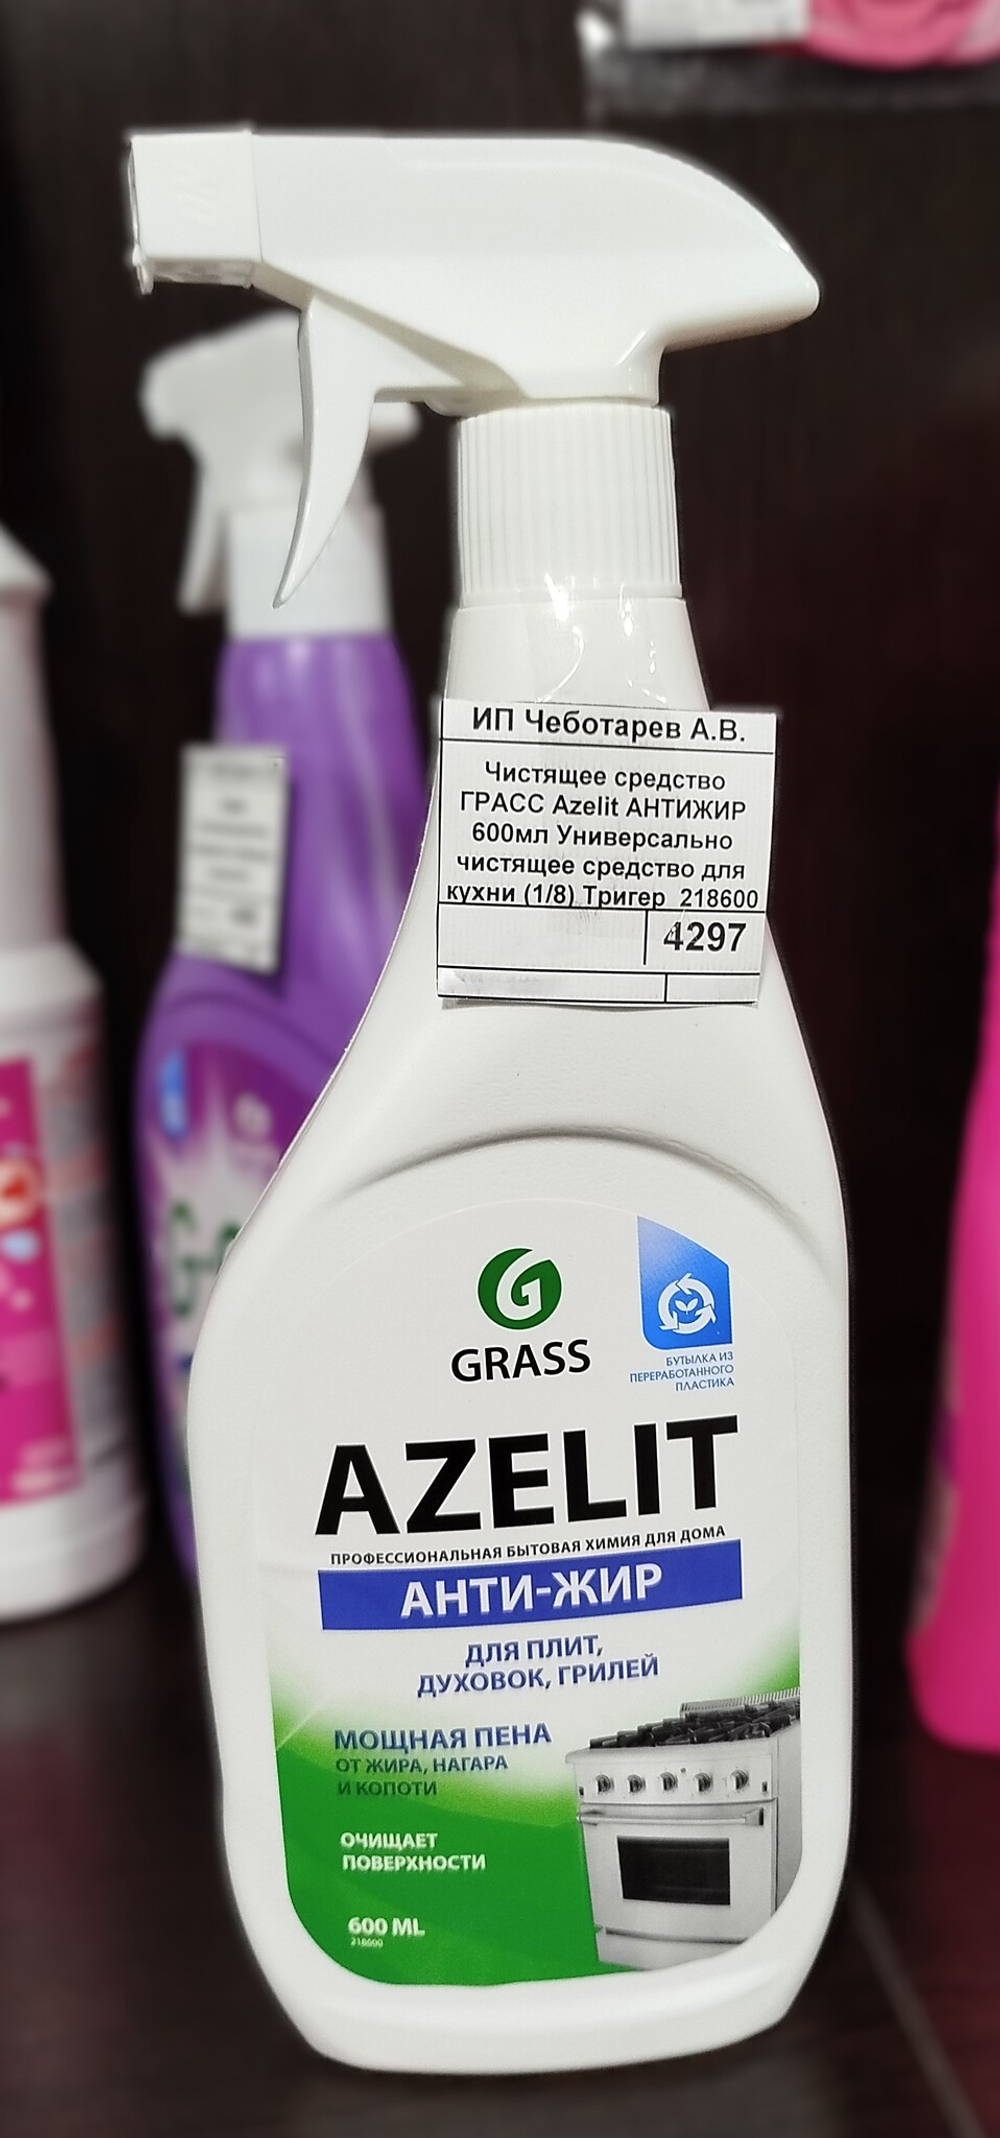 ИП Чеботарев А.В.
Чистящее средство
ГРАСС Azelit АНТИЖИР
600мл Универсально
чистящее средство для
кухни (1/8) Тригер 218600
4297
GRASS
БУТЫЛКА ИЗ
ПЕРЕРАБОТАННОГО
ПЛАСТИКА
AZELIT
ПРОФЕССИОНАЛЬНАЯ БЫТОВАЯ ХИМИЯ ДЛЯ ДОМА
АНТИ-ЖИР
ДЛЯ ПЛИТ,
ДУХОВОК, ГРИЛЕЙ
МОЩНАЯ ПЕНА
ОТ ЖИРА, НАГАРА
И КОПОТИ
ОЧИЩАЕТ
ПОВЕРХНОСТИ
600 ML
218600